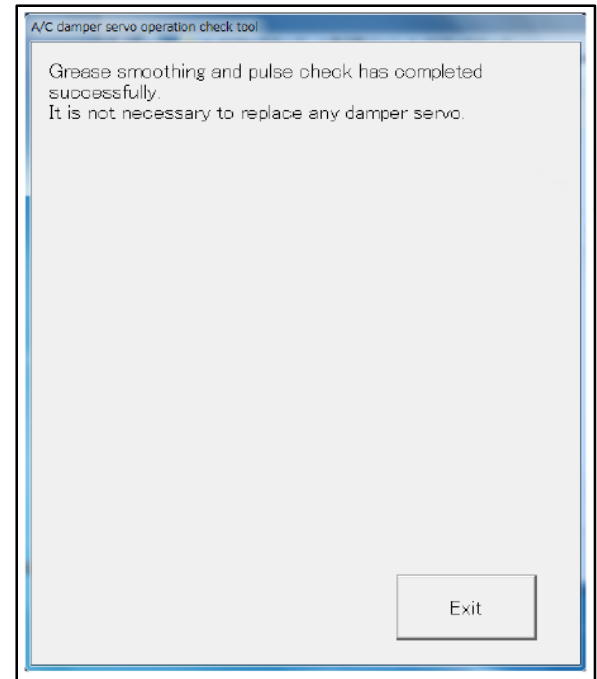 A/C damper servo operation check tool
Grease smoothing and pulse check has completed
successfully.
It is not necessary to replace any damper servo.
Exit